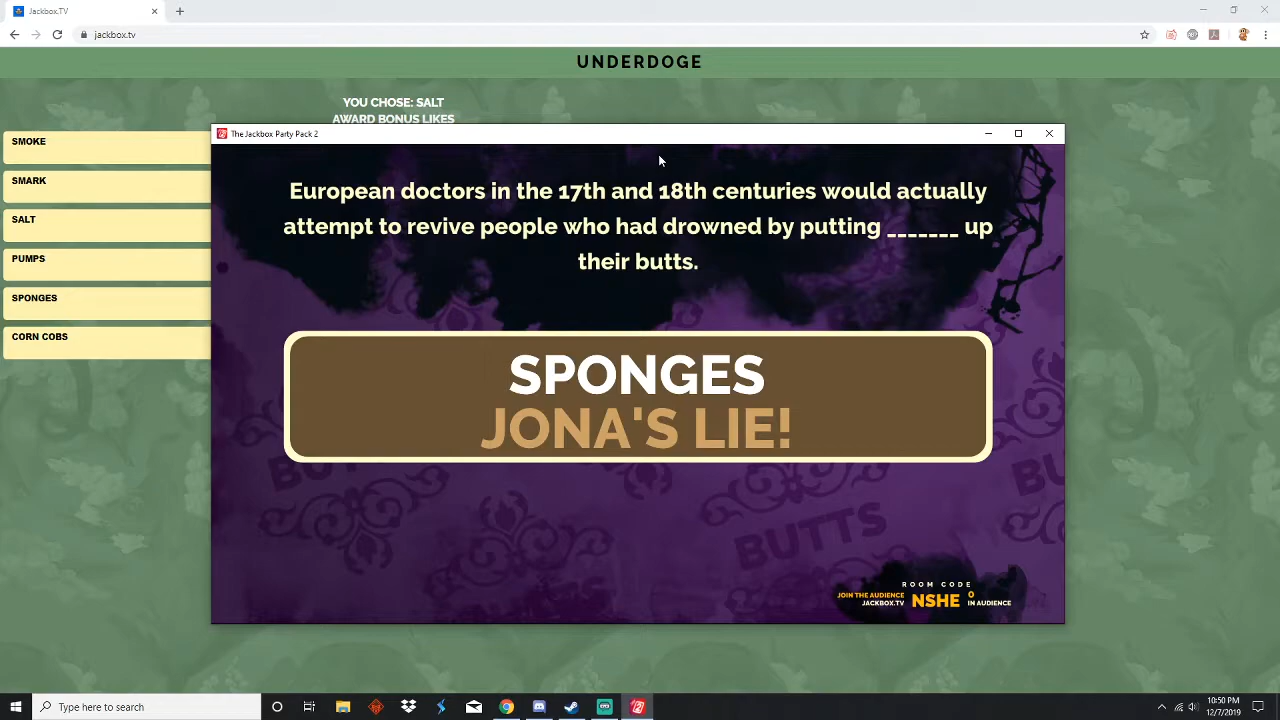 Jackbox.TV
jackbox.tv
UNDERDOGE
YOU CHOSE: SALT
AWARD BONUS LIKES
SMOKE
SMARK
SALT
PUMPS
SPONGES
CORN COBS
The Jackbox Party Pack 2
European doctors in the 17th and 18th centuries would actually
attempt to revive people who had drowned by putting _______ up
their butts.
SPONGES
JONA'S LIE!
BUTTS
ROOM CODE
JOIN THE AUDIENCE
JACKBOX.TV
NSHE
0
IN AUDIENCE
Type here to search
10:50 PM
12/7/2019